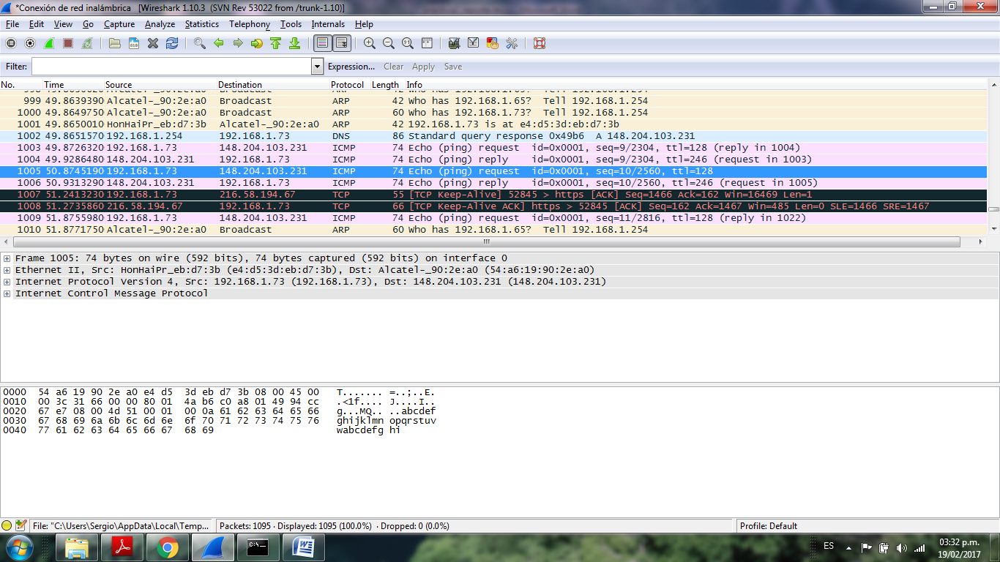 *Conexión de red inalámbrica [Wireshark 1.10.3 (SVN Rev 53022 from /trunk-1.10)]
File Edit View Go Capture Analyze Statistics Telephony Tools Internals Help
Filter: Expression... Clear Apply Save
No. Time Source Destination Protocol Length Info
999 49.8639390 Alcatel-_90:2e:a0 Broadcast ARP 42 Who has 192.168.1.65? Tell 192.168.1.254
1000 49.8649750 Alcatel-_90:2e:a0 Broadcast ARP 60 Who has 192.168.1.73? Tell 192.168.1.254
1001 49.8650010 HonHaiPr_eb:d7:3b Alcatel-_90:2e:a0 ARP 42 192.168.1.73 is at e4:d5:3d:eb:d7:3b
1002 49.8651570 192.168.1.254 192.168.1.73 DNS 86 Standard query response 0x49b6 A 148.204.103.231
1003 49.8726320 192.168.1.73 148.204.103.231 ICMP 74 Echo (ping) request id=0x0001, seq=9/2304, ttl=128 (reply in 1004)
1004 49.9286480 148.204.103.231 192.168.1.73 ICMP 74 Echo (ping) reply id=0x0001, seq=9/2304, ttl=246 (request in 1003)
1005 50.8745190 192.168.1.73 148.204.103.231 ICMP 74 Echo (ping) request id=0x0001, seq=10/2560, ttl=128
1006 50.9313290 148.204.103.231 192.168.1.73 ICMP 74 Echo (ping) reply id=0x0001, seq=10/2560, ttl=246 (request in 1005)
1007 51.2413230 192.168.1.73 216.58.194.67 TCP 55 [TCP Keep-Alive] 52845 > https [ACK] Seq=1466 Ack=162 Win=16469 Len=1
1008 51.2735860 216.58.194.67 192.168.1.73 TCP 66 [TCP Keep-Alive ACK] https > 52845 [ACK] Seq=162 Ack=1467 Win=485 Len=0 SLE=1466 SRE=1467
1009 51.8755980 192.168.1.73 148.204.103.231 ICMP 74 Echo (ping) request id=0x0001, seq=11/2816, ttl=128 (reply in 1022)
1010 51.8771750 Alcatel-_90:2e:a0 Broadcast ARP 60 Who has 192.168.1.65? Tell 192.168.1.254
Frame 1005: 74 bytes on wire (592 bits), 74 bytes captured (592 bits) on interface 0
Ethernet II, Src: HonHaiPr_eb:d7:3b (e4:d5:3d:eb:d7:3b), Dst: Alcatel-_90:2e:a0 (54:a6:19:90:2e:a0)
Internet Protocol Version 4, Src: 192.168.1.73 (192.168.1.73), Dst: 148.204.103.231 (148.204.103.231)
Internet Control Message Protocol
0000 54 a6 19 90 2e a0 e4 d5 3d eb d7 3b 08 00 45 00 T....... =..;..E.
0010 00 3c 31 66 00 00 80 01 4a b6 c0 a8 01 49 94 cc .<1f.... J....I..
0020 67 e7 08 00 4d 51 00 01 00 0a 61 62 63 64 65 66 g...MQ.. ..abcdef
0030 67 68 69 6a 6b 6c 6d 6e 6f 70 71 72 73 74 75 76 ghijklmn opqrstuv
0040 77 61 62 63 64 65 66 67 68 69 wabcdefg hi
File: "C:\Users\Sergio\AppData\Local\Temp... Packets: 1095 · Displayed: 1095 (100.0%) · Dropped: 0 (0.0%) Profile: Default
ES 03:32 p.m.
19/02/2017